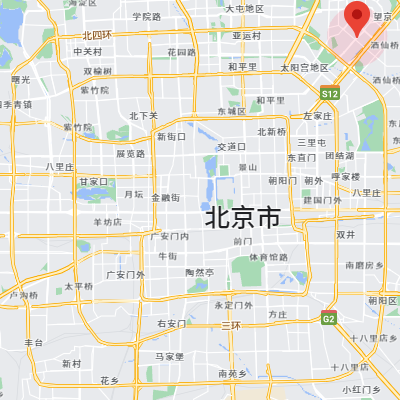 海淀区
学院路
大屯地区
望京
北四环
亚运村
酒仙桥
中关村
花园路
双榆树
和平里
太阳宫地区
曙光
酒仙桥
紫竹院
S12
四季青镇
和平里
北下关
东城区
左家庄
紫竹院
新街口
北新桥
交道口
三里屯
展览路
东直门
团结湖
八里庄
景山
甘家口
朝阳门
朝外
呼家楼
月坛
金融街
八里庄
建国门外
羊坊店
北京市
广安门内
前门
双井
牛街
体育馆路
广安门外
陶然亭
南磨房乡
太平桥
卢沟桥
永定门外
朝阳区
方庄
G2
右安门
三环
丰台
十八里店乡
马家堡
新村
十八里店
南苑乡
花乡
小红门乡